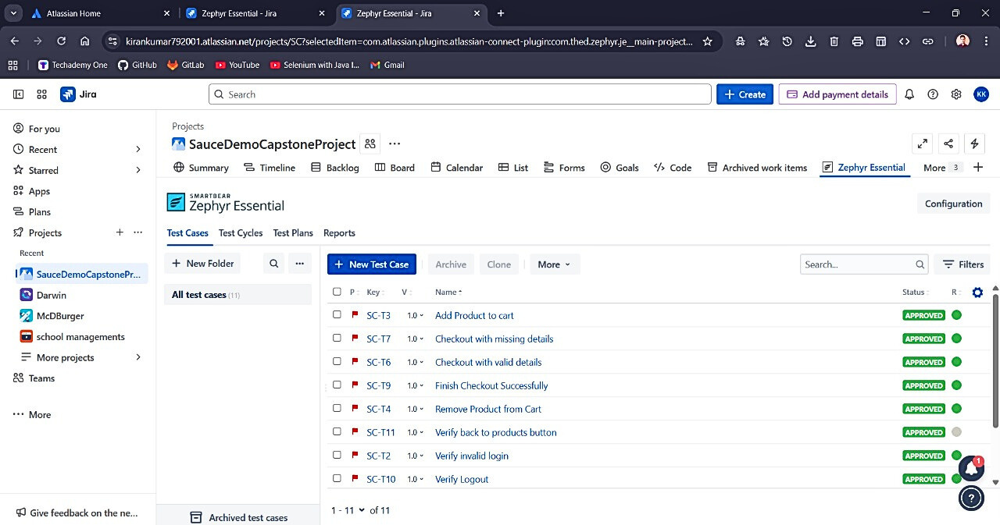 Atlassian Home
Zephyr Essential - Jira
Zephyr Essential - Jira
kirankumar792001.atlassian.net/projects/SC?selectedItem=com.atlassian.plugins.atlassian-connect-plugin:com.thed.zephyr.je__main-project...
Techademy One GitHub GitLab YouTube Selenium with Java I... Gmail
Jira
Search
Create
Add payment details
KK
For you
Recent
Starred
Apps
Plans
Projects
Recent
SauceDemoCapstonePr...
Darwin
McDBurger
school managements
More projects
Teams
More
Give feedback on the ne...
Projects
SauceDemoCapstoneProject
Summary Timeline Backlog Board Calendar List Forms Goals Code Archived work items Zephyr Essential More 3
SMARTBEAR
Zephyr Essential
Configuration
Test Cases Test Cycles Test Plans Reports
New Folder
All test cases (11)
Archived test cases
New Test Case Archive Clone More Search... Filters
P Key V Name Status R
SC-T3 1.0 Add Product to cart APPROVED
SC-T7 1.0 Checkout with missing details APPROVED
SC-T6 1.0 Checkout with valid details APPROVED
SC-T9 1.0 Finish Checkout Successfully APPROVED
SC-T4 1.0 Remove Product from Cart APPROVED
SC-T11 1.0 Verify back to products button APPROVED
SC-T2 1.0 Verify invalid login APPROVED
SC-T10 1.0 Verify Logout APPROVED
1
?
1 - 11 of 11